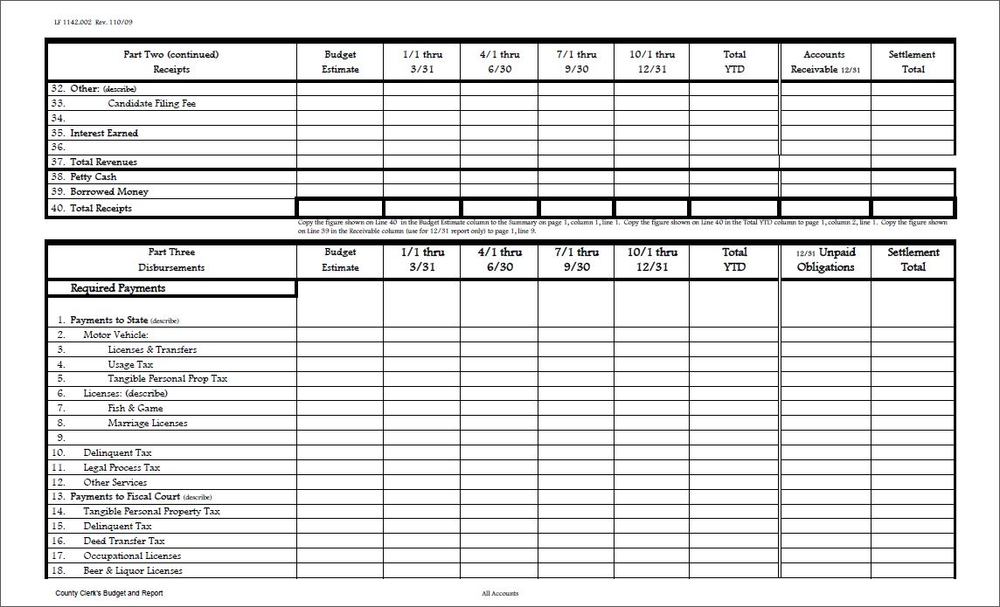 LF 1142.002 Rev. 110/09
Part Two (continued) Budget 1/1 thru 4/1 thru 7/1 thru 10/1 thru Total Accounts Settlement
Receipts Estimate 3/31 6/30 9/30 12/31 YTD Receivable 12/31 Total
32. Other: (describe)
33. Candidate Filing Fee
34.
35. Interest Earned
36.
37. Total Revenues
38. Petty Cash
39. Borrowed Money
40. Total Receipts
Copy the figure shown on Line 40 in the Budget Estimate column to the Summary on page 1, column 1, line 1. Copy the figure shown on Line 40 in the Total YTD column to page 1, column 2, line 1. Copy the figure shown
on Line 39 in the Receivable column (use for 12/31 report only) to page 1, line 9.
Part Three Budget 1/1 thru 4/1 thru 7/1 thru 10/1 thru Total 12/31 Unpaid Settlement
Disbursements Estimate 3/31 6/30 9/30 12/31 YTD Obligations Total
Required Payments
1. Payments to State (describe)
2. Motor Vehicle:
3. Licenses & Transfers
4. Usage Tax
5. Tangible Personal Prop Tax
6. Licenses: (describe)
7. Fish & Game
8. Marriage Licenses
9.
10. Delinquent Tax
11. Legal Process Tax
12. Other Services
13. Payments to Fiscal Court (describe)
14. Tangible Personal Property Tax
15. Delinquent Tax
16. Deed Transfer Tax
17. Occupational Licenses
18. Beer & Liquor Licenses
County Clerk's Budget and Report All Accounts